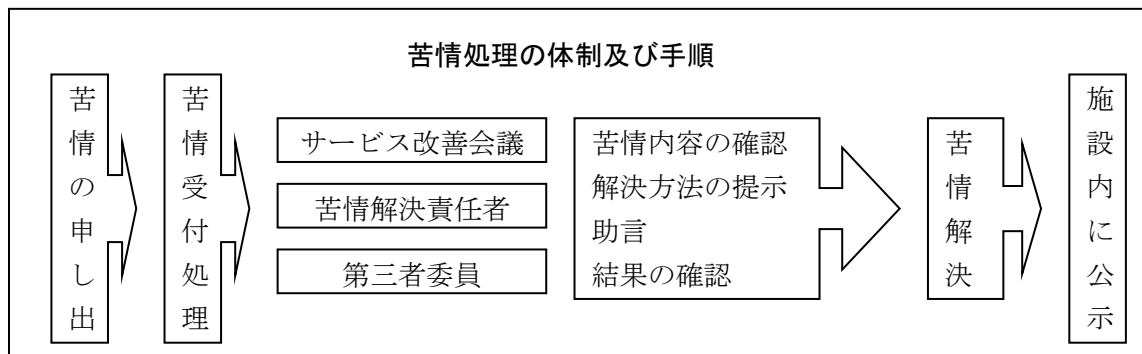 苦情処理の体制及び手順
苦情の申し出
苦情受付処理
サービス改善会議
苦情解決責任者
第三者委員
苦情内容の確認
解決方法の提示
助言
結果の確認
苦情解決
施設内に公示